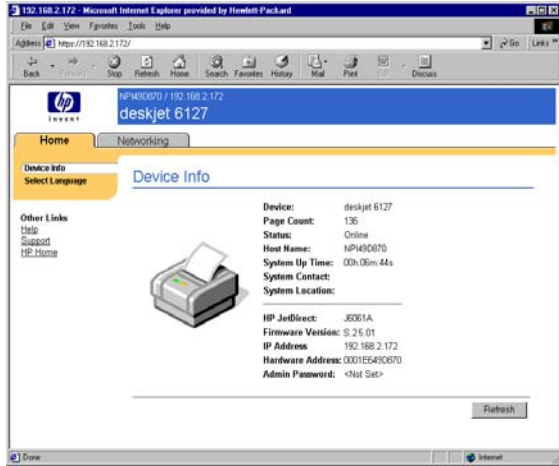 192.168.2.172 - Microsoft Internet Explorer provided by Hewlett-Packard
File Edit View Favorites Tools Help
Address https://192.168.2.172/ Go Links »
Back Forward Stop Refresh Home Search Favorites History Mail Print Edit Discuss
hp
invent
NPI49D870 / 192.168.2.172
deskjet 6127
Home Networking
Device Info
Select Language
Other Links
Help
Support
HP Home
Device Info
Device: deskjet 6127
Page Count: 136
Status: Online
Host Name: NPI49D870
System Up Time: 00h:06m:44s
System Contact:
System Location:
HP JetDirect: J6061A
Firmware Version: S.25.01
IP Address 192.168.2.172
Hardware Address: 0001E649D870
Admin Password: <Not Set>
Refresh
Done Internet